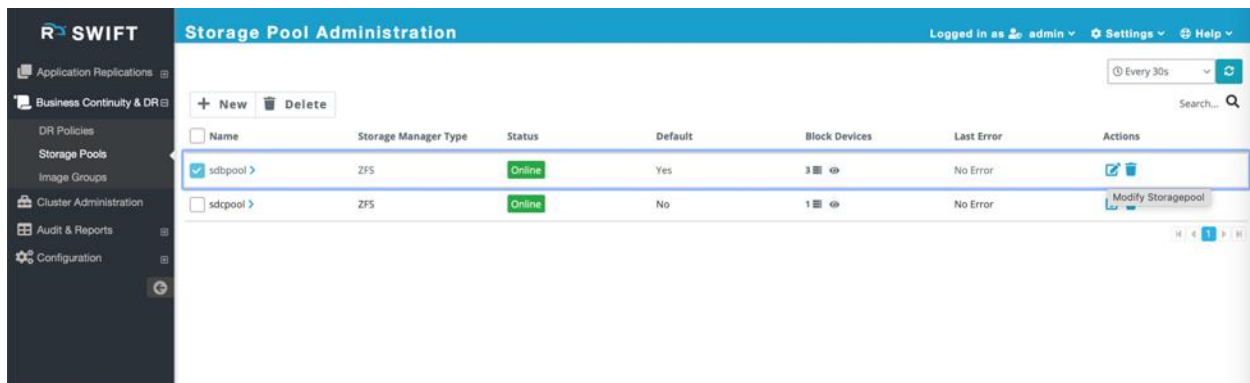 SWIFT
Storage Pool Administration
Logged in as admin
Settings
Help
Application Replications
Every 30s
Business Continuity & DR
+ New
Delete
Search...
DR Policies
Storage Pools
Image Groups
Cluster Administration
Audit & Reports
Configuration
Name Storage Manager Type Status Default Block Devices Last Error Actions
sdbpool > ZFS Online Yes 3 No Error
Modify Storagepool
sdcpool > ZFS Online No 1 No Error
1